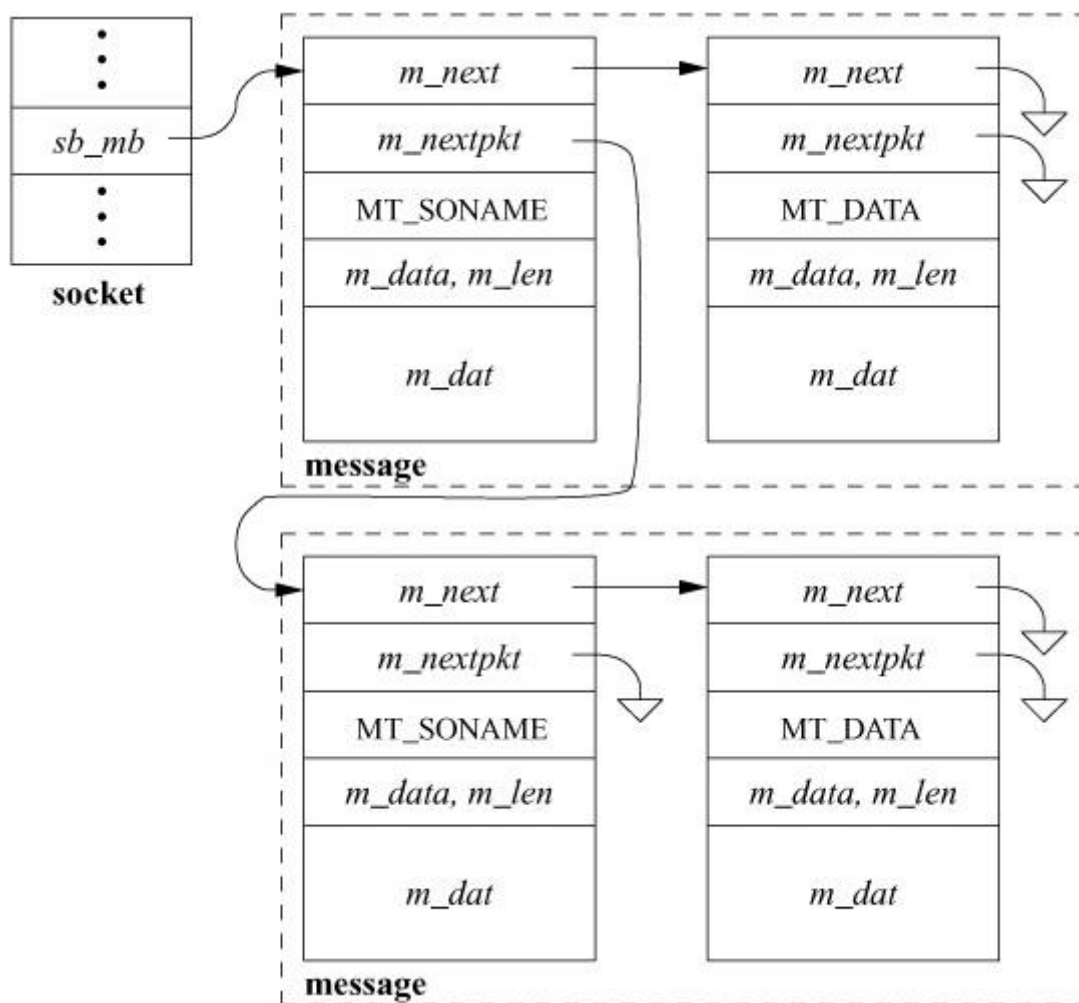 sb_mb
socket
m_next
m_nextpkt
MT_SONAME
m_data, m_len
m_dat
m_next
m_nextpkt
MT_DATA
m_data, m_len
m_dat
message
m_next
m_nextpkt
MT_SONAME
m_data, m_len
m_dat
m_next
m_nextpkt
MT_DATA
m_data, m_len
m_dat
message